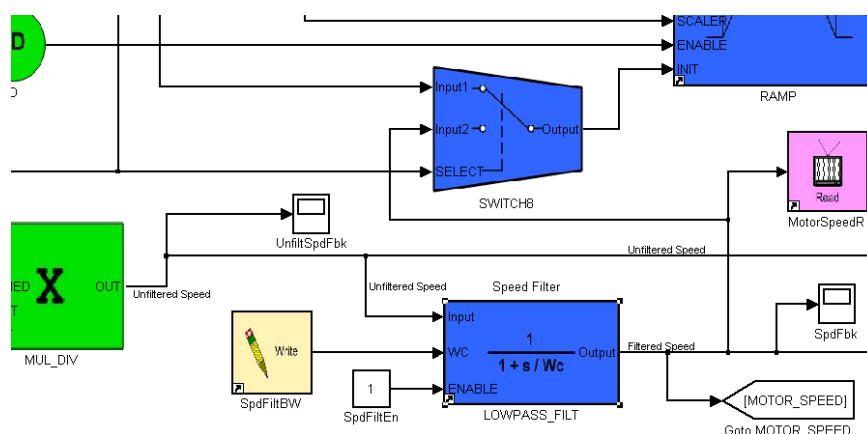 SCALER
D
ENABLE
INIT
RAMP
Input1
Input2
Output
SELECT
SWITCH8
Read
MotorSpeedR
UnfiltSpdFbk
Unfiltered Speed
OUT
X
Unfiltered Speed
Unfiltered Speed
Speed Filter
Input
WC
1
1 + s / Wc
Output
Filtered Speed
SpdFbk
MUL_DIV
Write
SpdFiltBW
1
SpdFiltEn
ENABLE
LOWPASS_FILT
[MOTOR_SPEED]
Goto MOTOR_SPEED